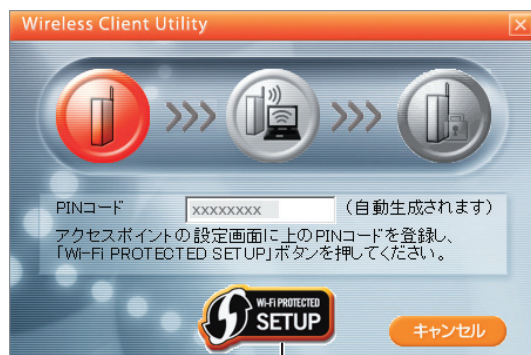 Wireless Client Utility
PINコード xxxxxxxx (自動生成されます)
アクセスポイントの設定画面に上のPINコードを登録し、
「Wi-Fi PROTECTED SETUP」ボタンを押してください。
Wi-Fi PROTECTED
SETUP
キャンセル